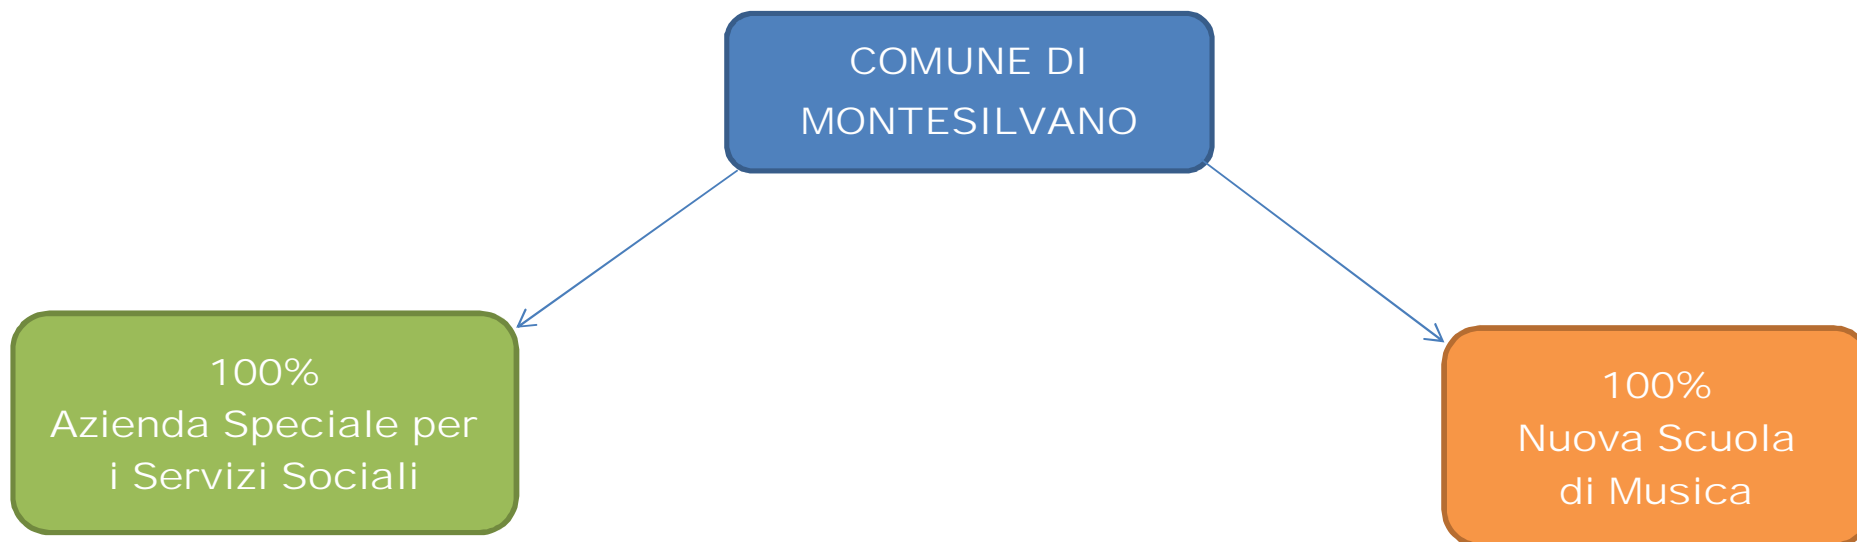 COMUNE DI
MONTESILVANO
100%
Azienda Speciale per
i Servizi Sociali
100%
Nuova Scuola
di Musica